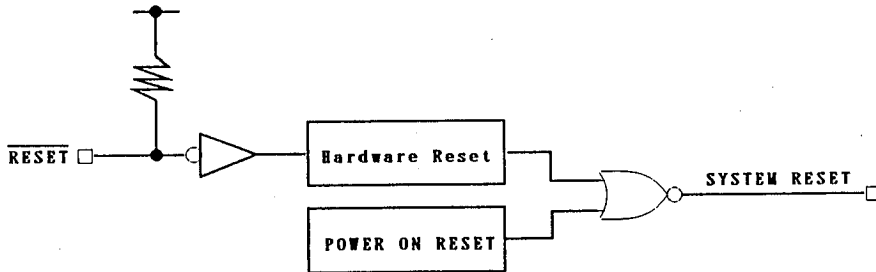 RESET
Hardware Reset
SYSTEM RESET
POWER ON RESET